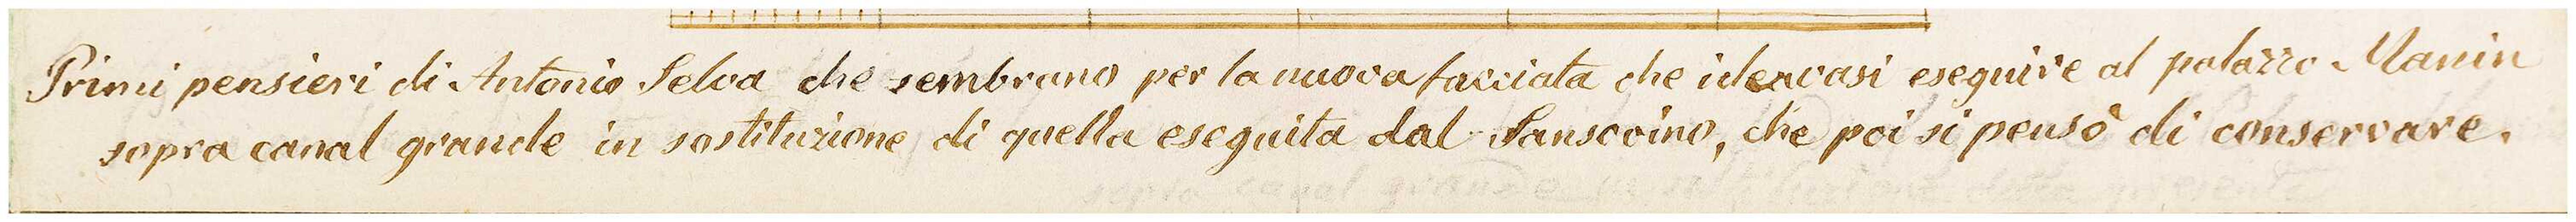 Primi pensieri di Antonio Selva che sembrano per la nuova facciata che ideavasi eseguire al palazzo Manin
sopra canal grande in sostituzione di quella eseguita dal Sansovino, che poi si pensò di conservare.